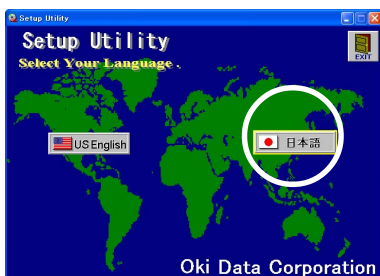 Setup Utility
Setup Utility
EXIT
Select Your Language .
US English
日本語
Oki Data Corporation